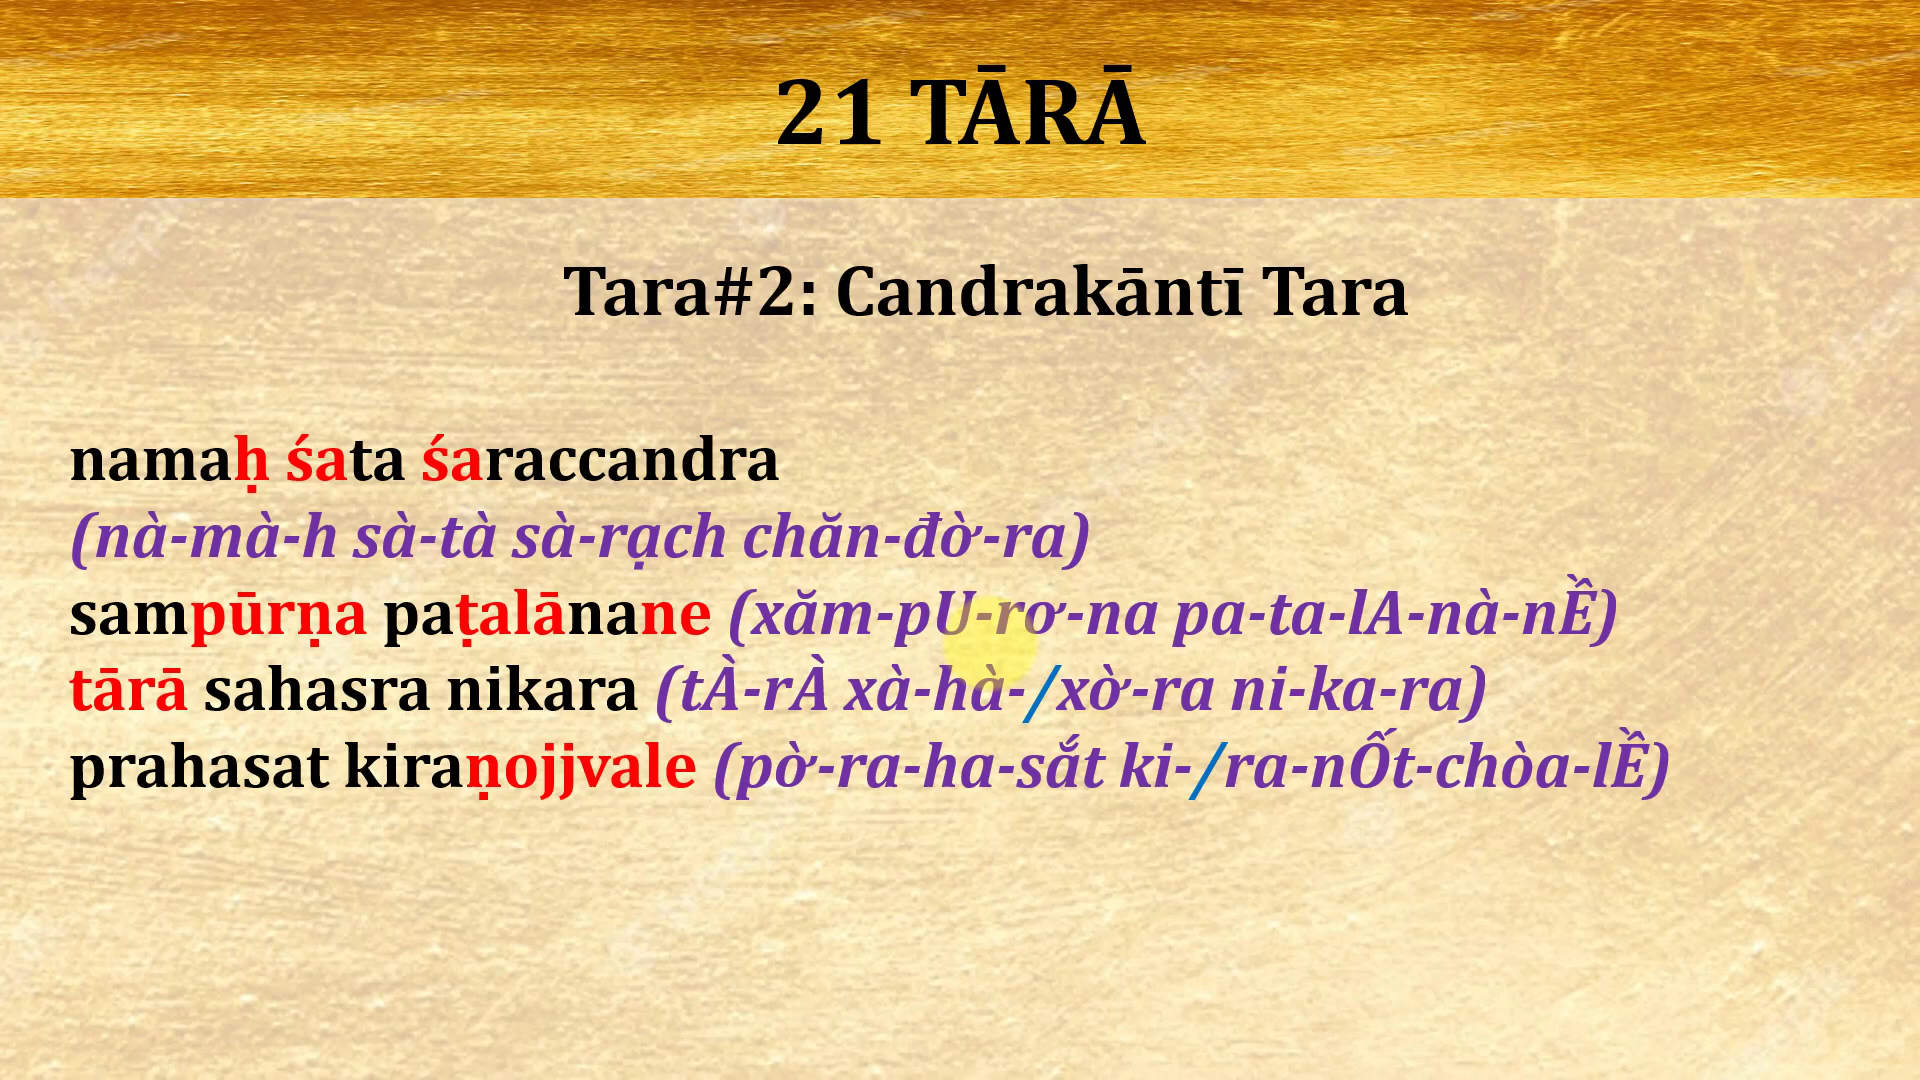 21 TĀRĀ
Tara#2: Candrakāntī Tara
namaḥ śata śaraccandra
(nà-mà-h sà-tà sà-rạch chăn-đờ-ra)
sampūrṇa paṭalānane (xăm-pU-rơ-na pa-ta-lA-nà-nỀ)
tārā sahasra nikara (tÀ-rÀ xà-hà-/xờ-ra ni-ka-ra)
prahasat kiraṇojjvale (pờ-ra-ha-sắt ki-/ra-nỐt-chòa-lỀ)